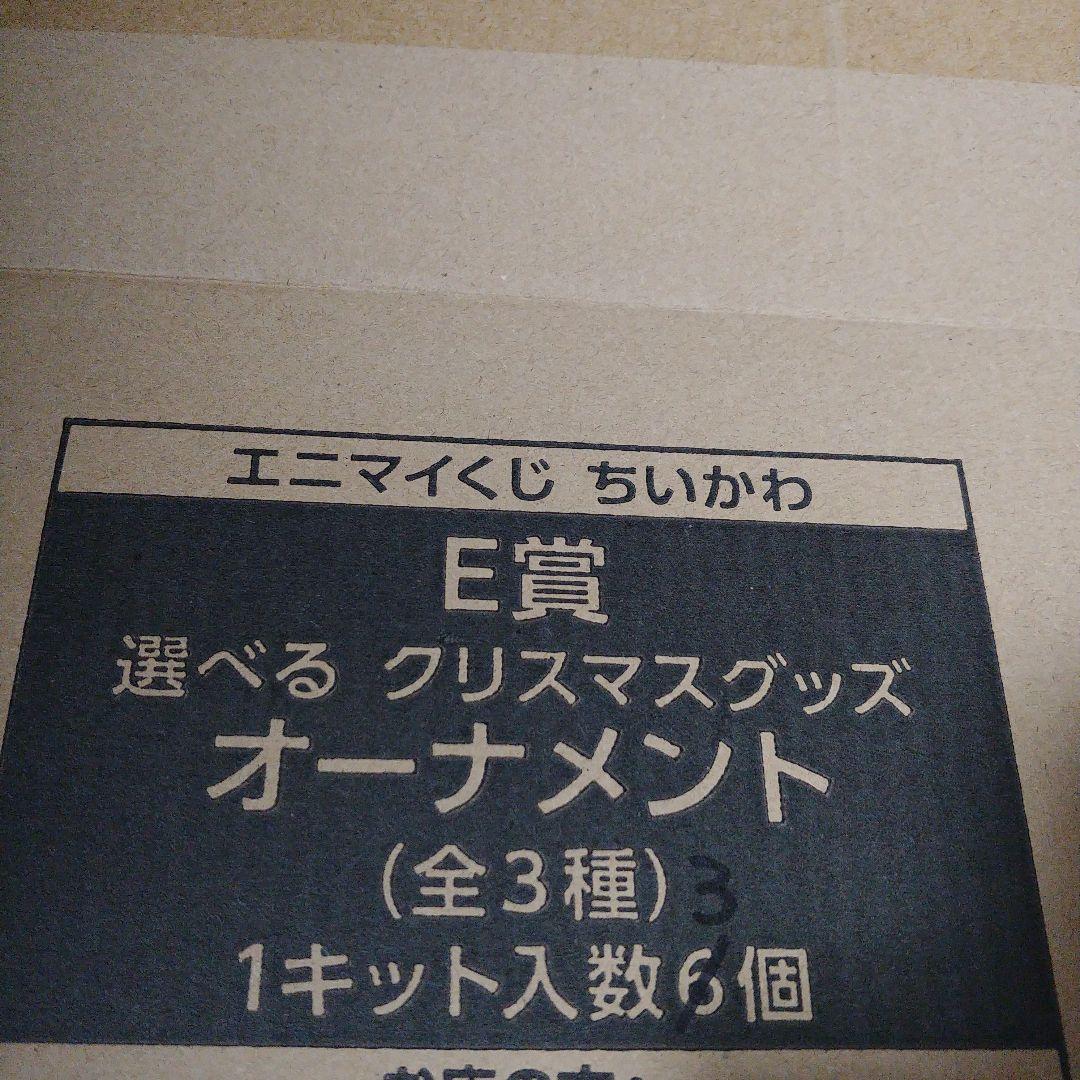 エニマイくじ ちいかわ
E賞
選べる クリスマスグッズ
オーナメント
(全3種)
3
1キット入数6個